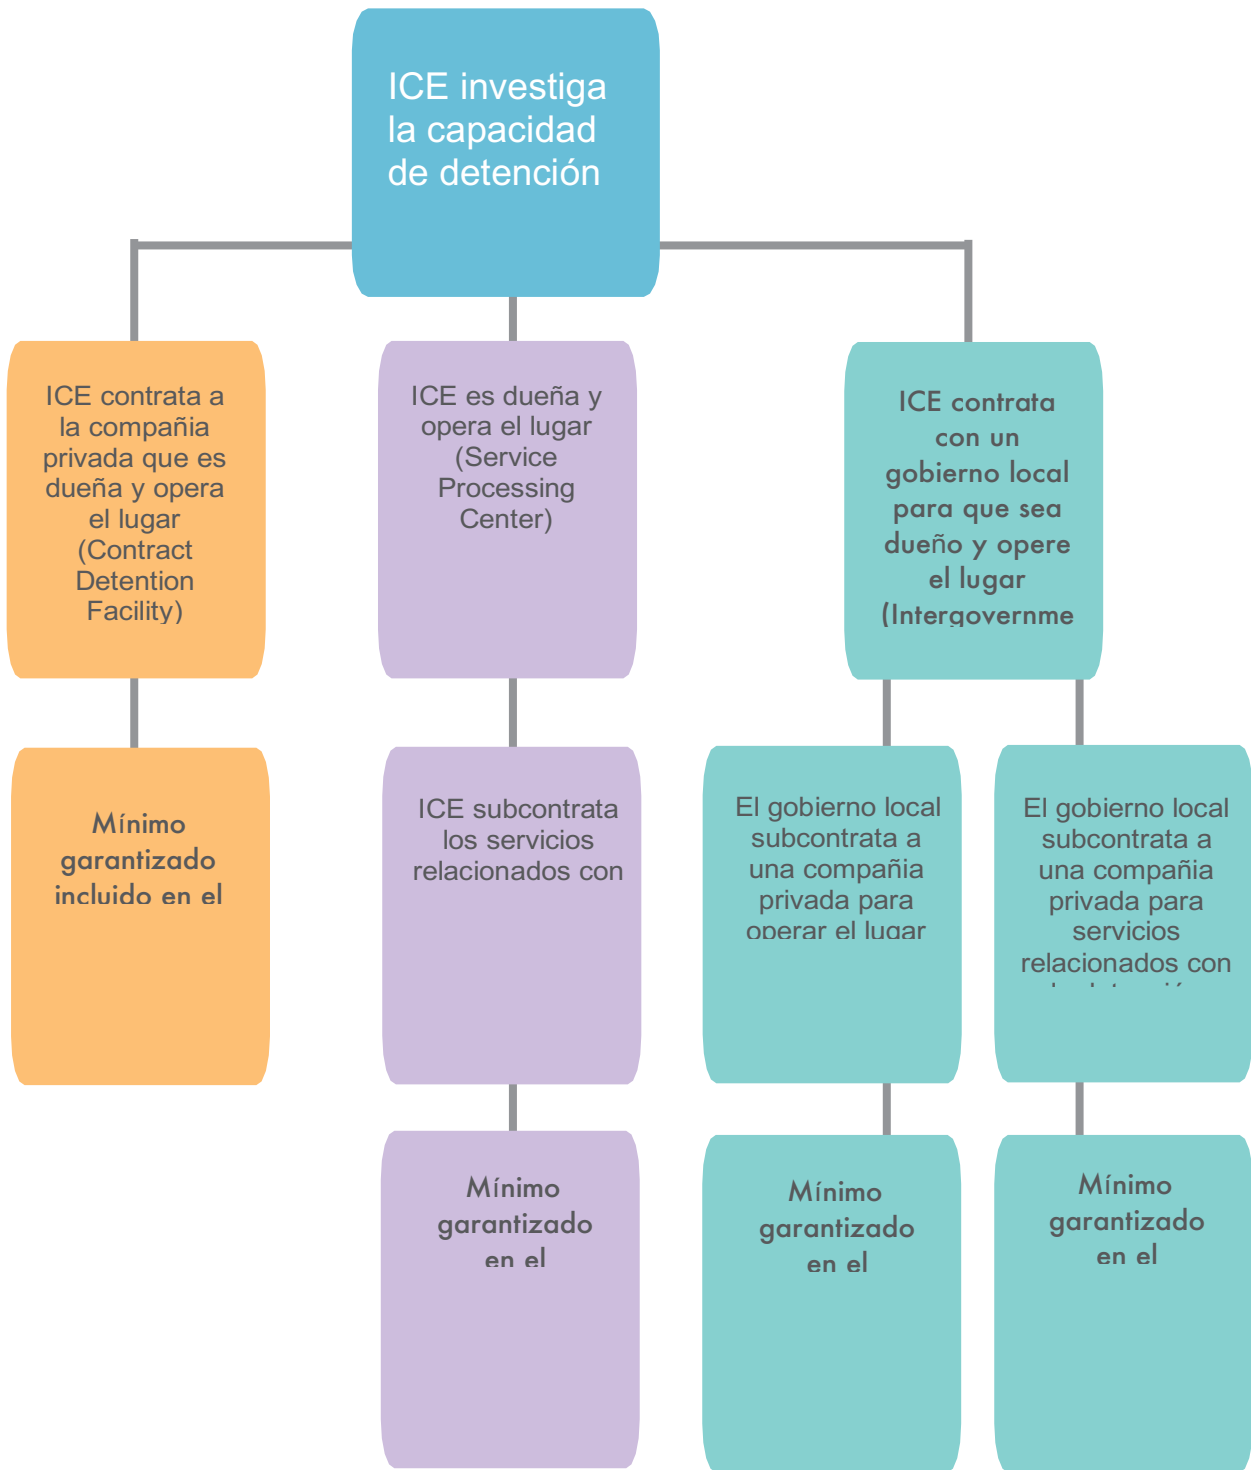 ICE investiga
la capacidad
de detención
ICE contrata a
la compañia
privada que es
dueña y opera
el lugar
(Contract
Detention
Facility)
ICE es dueña y
opera el lugar
(Service
Processing
Center)
ICE contrata
con un
gobierno local
para que sea
dueño y opere
el lugar
(Intergovernme
Mínimo
garantizado
incluido en el
ICE subcontrata
los servicios
relacionados con
El gobierno local
subcontrata a
una compañia
privada para
operar el lugar
El gobierno local
subcontrata a
una compañia
privada para
servicios
relacionados con
Mínimo
garantizado
en el
Mínimo
garantizado
en el
Mínimo
garantizado
en el